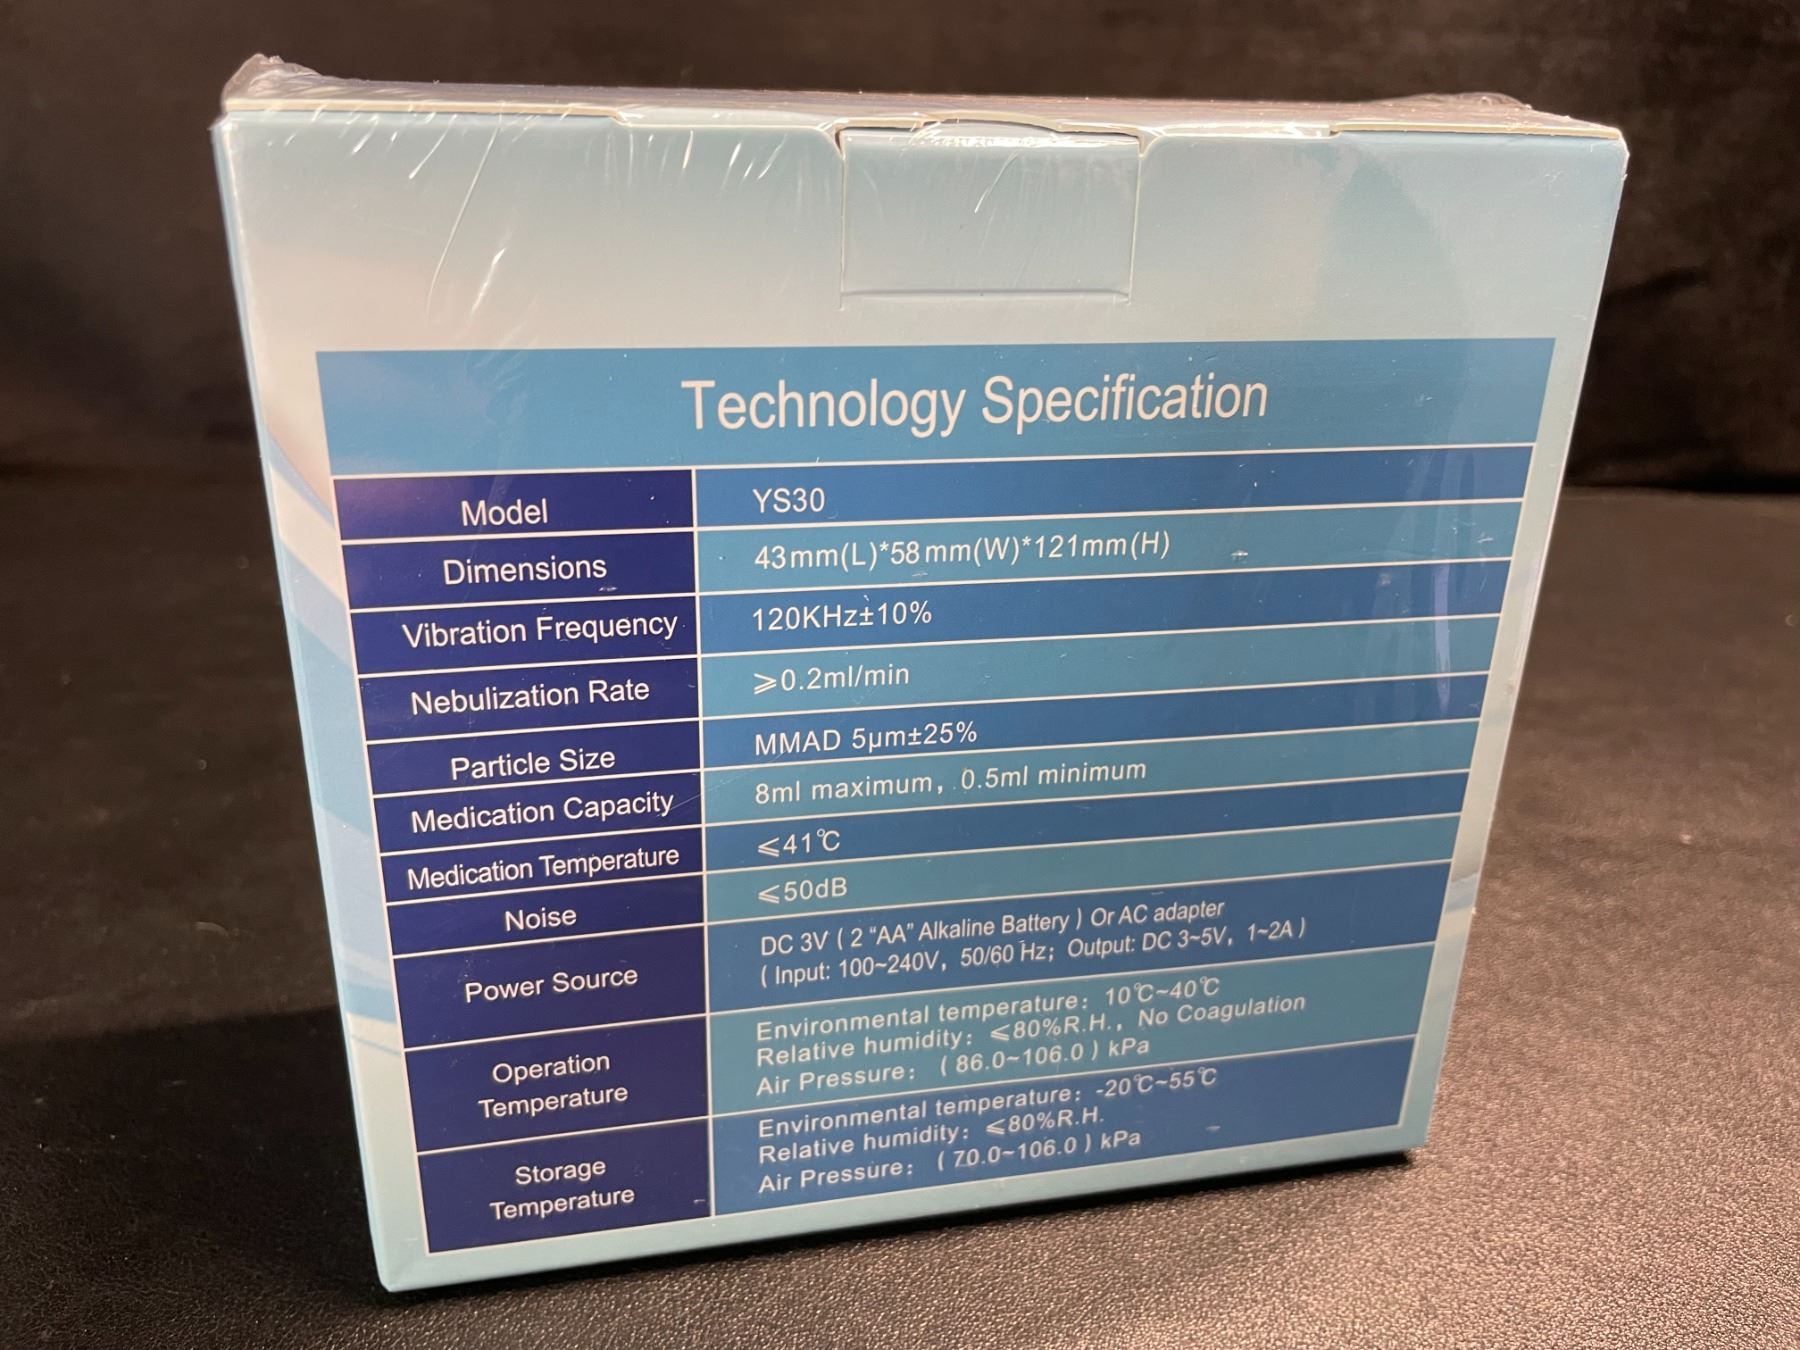 Technology Specification
Model YS30
Dimensions 43mm(L)*58mm(W)*121mm(H)
Vibration Frequency 120KHz±10%
Nebulization Rate ⩾0.2ml/min
Particle Size MMAD 5μm±25%
Medication Capacity 8ml maximum, 0.5ml minimum
Medication Temperature ⩽41℃
Noise ⩽50dB
Power Source
DC 3V ( 2 “AA” Alkaline Battery ) Or AC adapter
( Input: 100~240V, 50/60 Hz; Output: DC 3~5V, 1~2A )
Operation
Temperature
Environmental temperature: 10℃~40℃
Relative humidity: ⩽80%R.H., No Coagulation
Air Pressure: ( 86.0~106.0 ) kPa
Storage
Temperature
Environmental temperature: -20℃~55℃
Relative humidity: ⩽80%R.H.
Air Pressure: ( 70.0~106.0 ) kPa